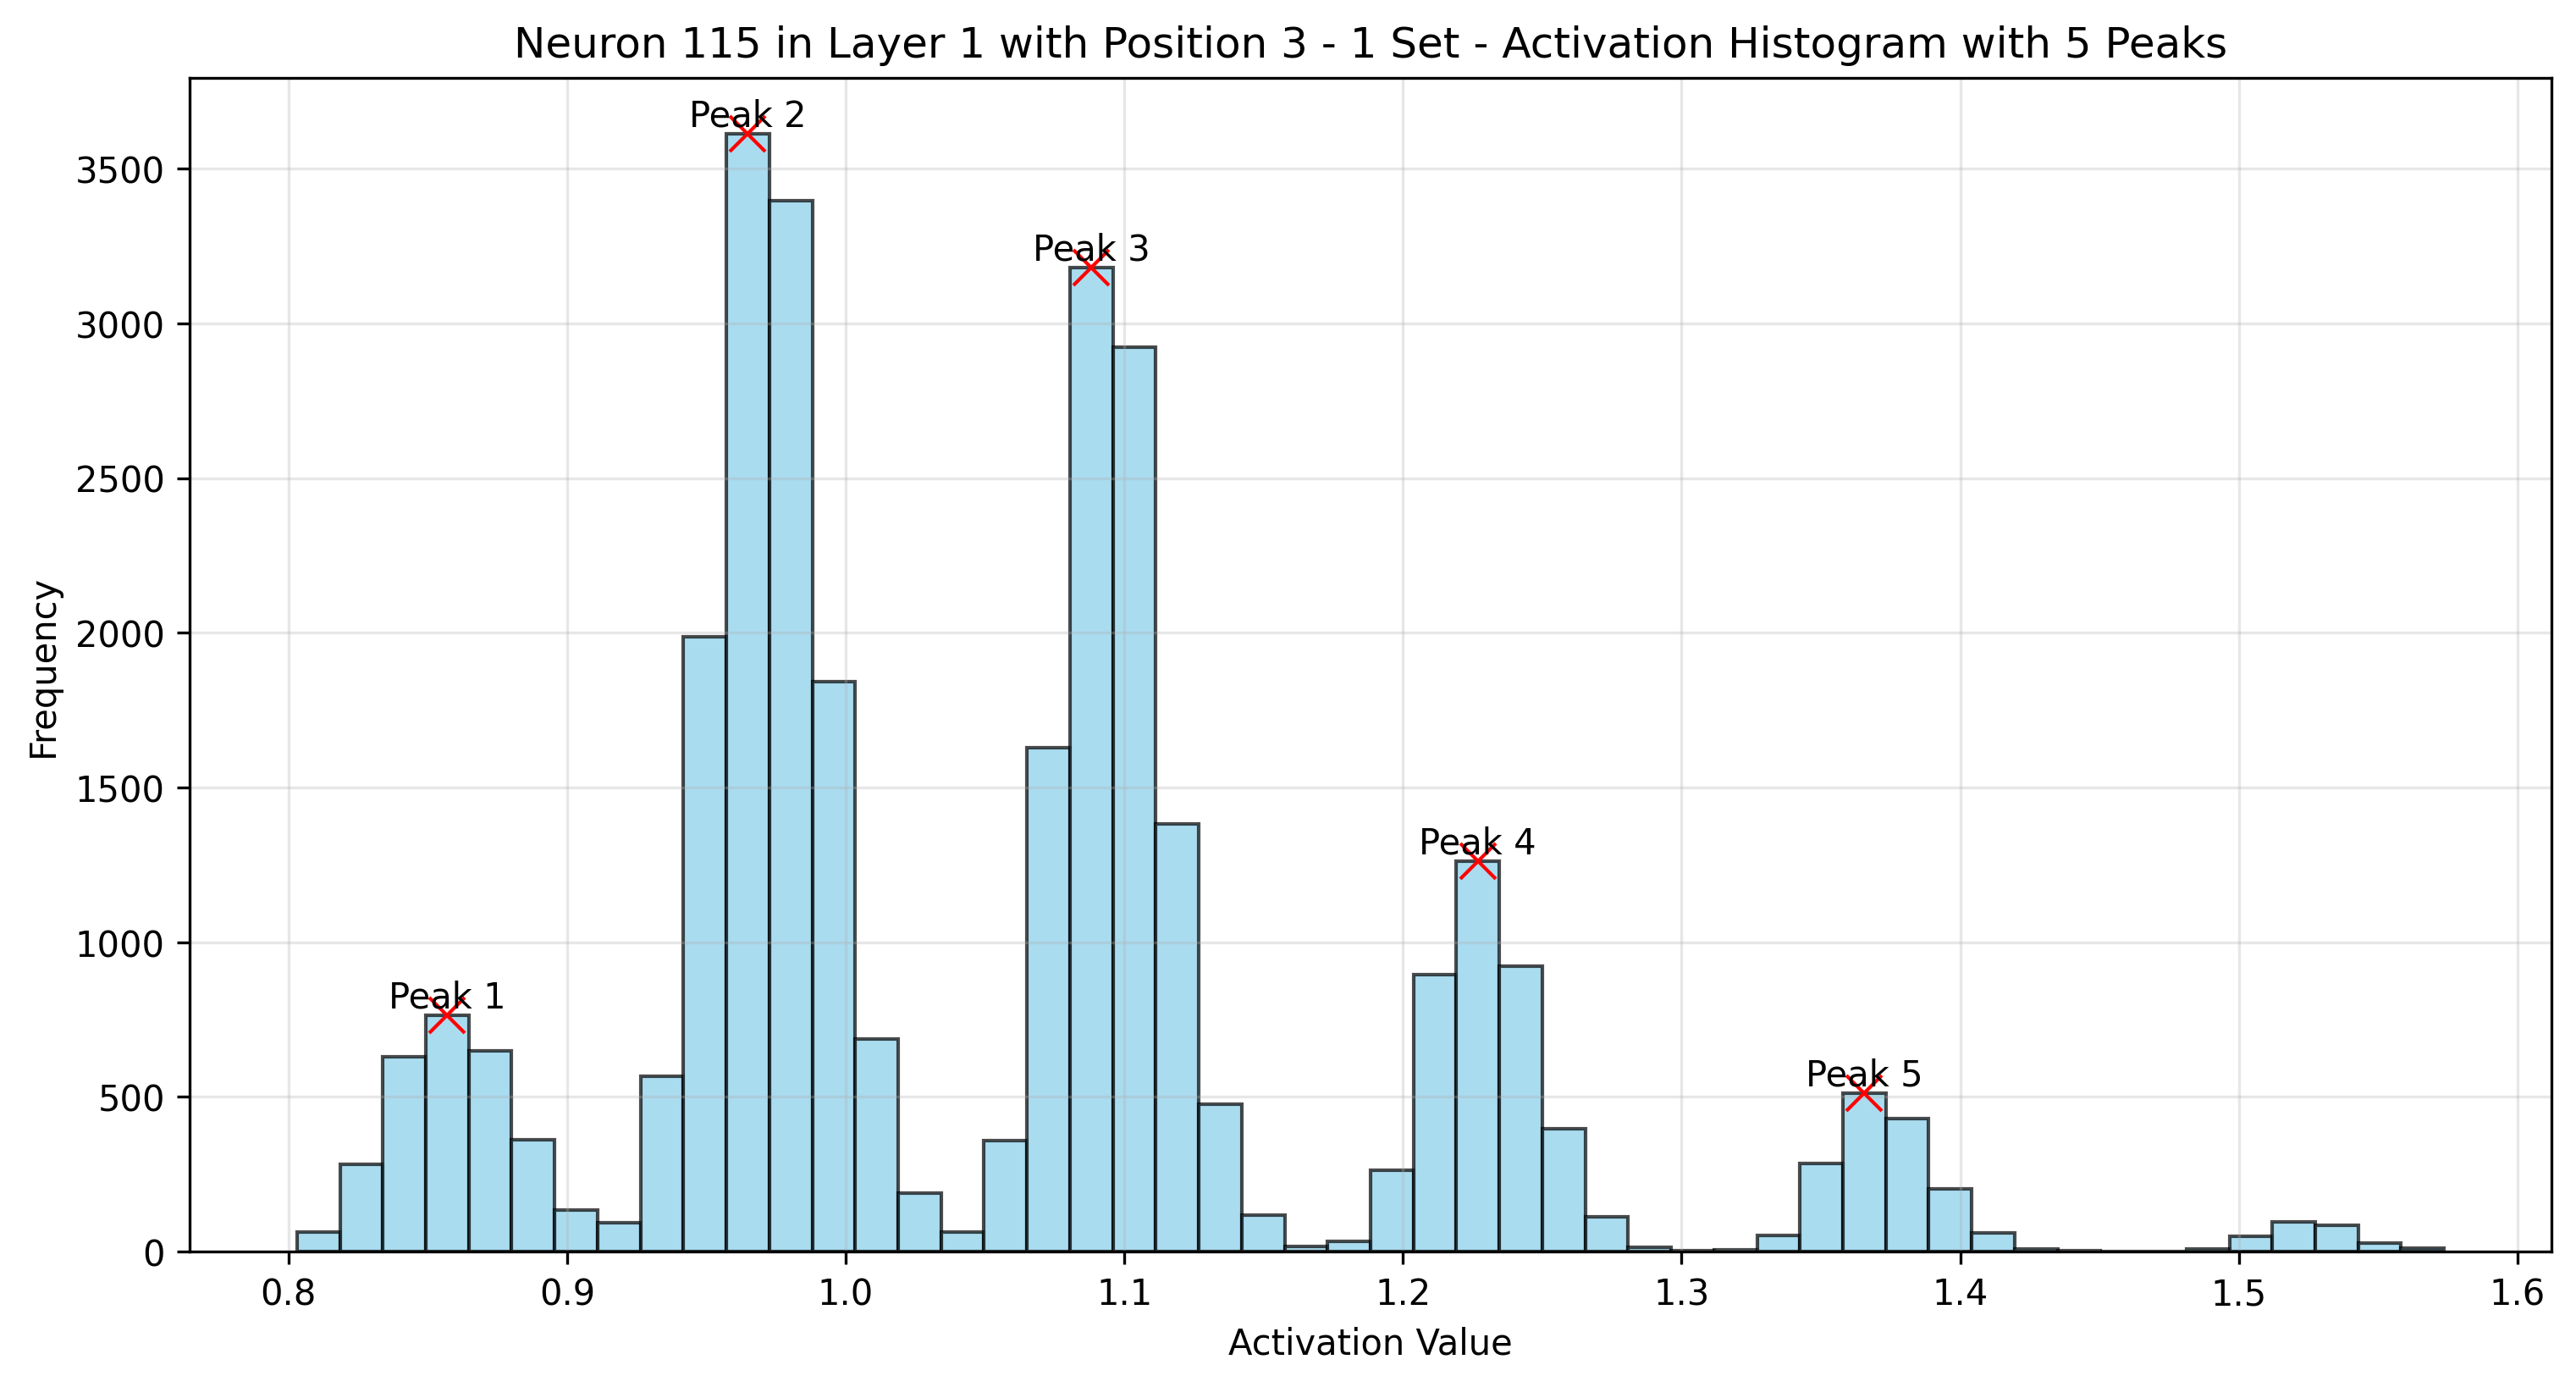 Neuron 115 in Layer 1 with Position 3 - 1 Set - Activation Histogram with 5 Peaks
Peak 2
3500
Peak 3
3000
2500
2000
Frequency
1500
Peak 4
1000
Peak 1
Peak 5
500
0
0.8 0.9 1.0 1.1 1.2 1.3 1.4 1.5 1.6
Activation Value